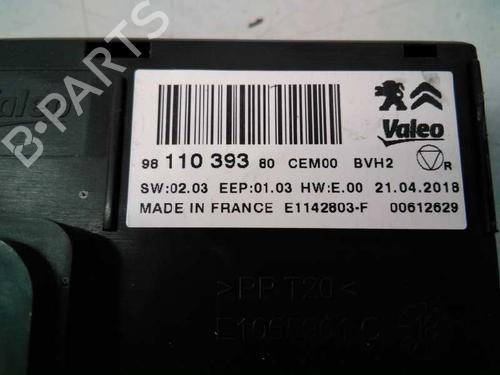 Valeo
Valeo
98 110 393 80 CEM00 BVH2 R
SW:02.03 EEP:01.03 HW:E.00 21.04.2018
MADE IN FRANCE E1142803-F 00612629
>PP T20<
B-PARTS